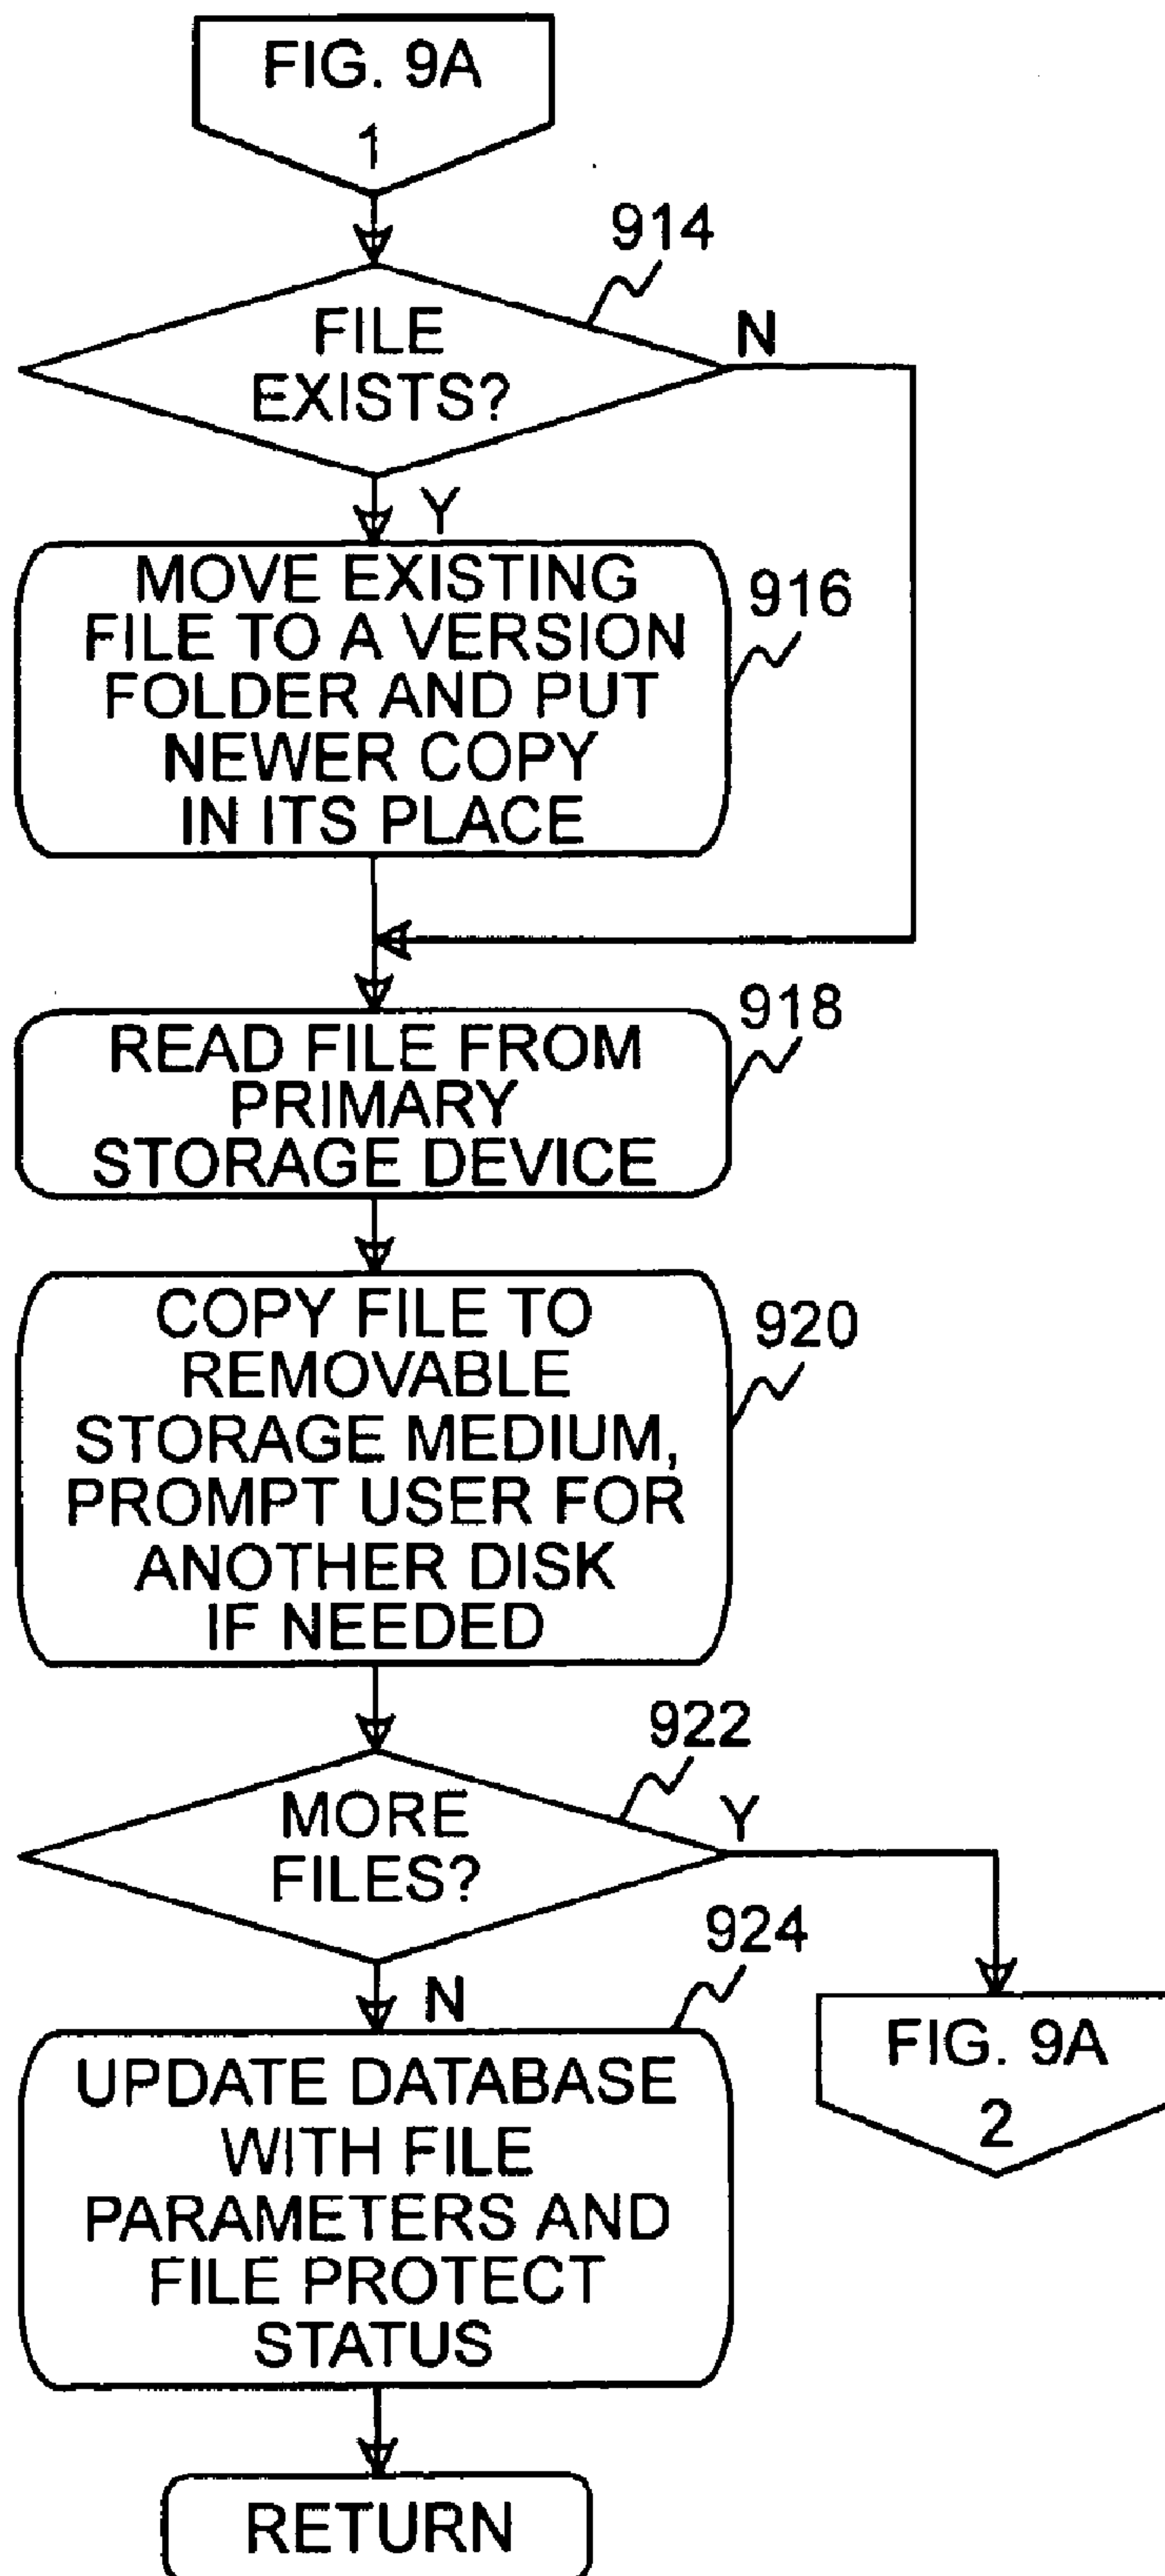 FIG. 9A
1
914
FILE
EXISTS?
N
Y
MOVE EXISTING
FILE TO A VERSION
FOLDER AND PUT
NEWER COPY
IN ITS PLACE
916
918
READ FILE FROM
PRIMARY
STORAGE DEVICE
COPY FILE TO
REMOVABLE
STORAGE MEDIUM,
PROMPT USER FOR
ANOTHER DISK
IF NEEDED
920
922
MORE
FILES?
Y
N
924
UPDATE DATABASE
WITH FILE
PARAMETERS AND
FILE PROTECT
STATUS
FIG. 9A
2
RETURN